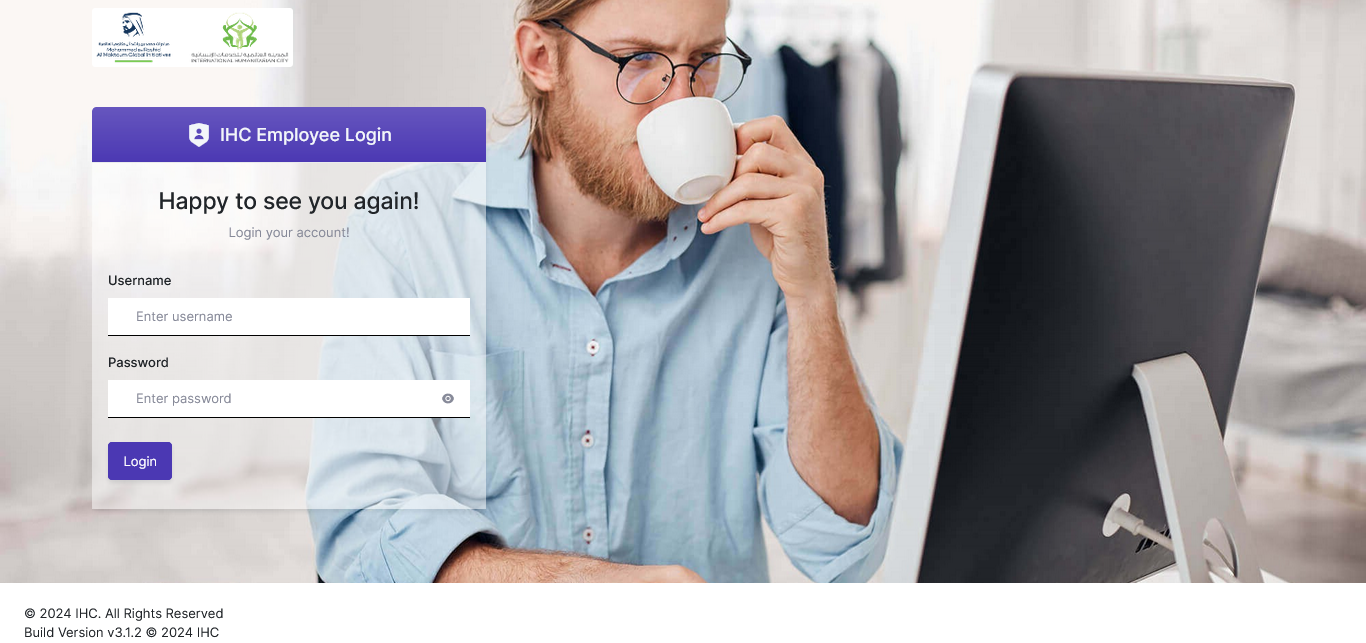 Mohammed Bin Rashid
Al Maktoum Global Initiatives
INTERNATIONAL HUMANITARIAN CITY
IHC Employee Login
Happy to see you again!
Login your account!
Username
Enter username
Password
Enter password
Login
© 2024 IHC. All Rights Reserved
Build Version v3.1.2 © 2024 IHC